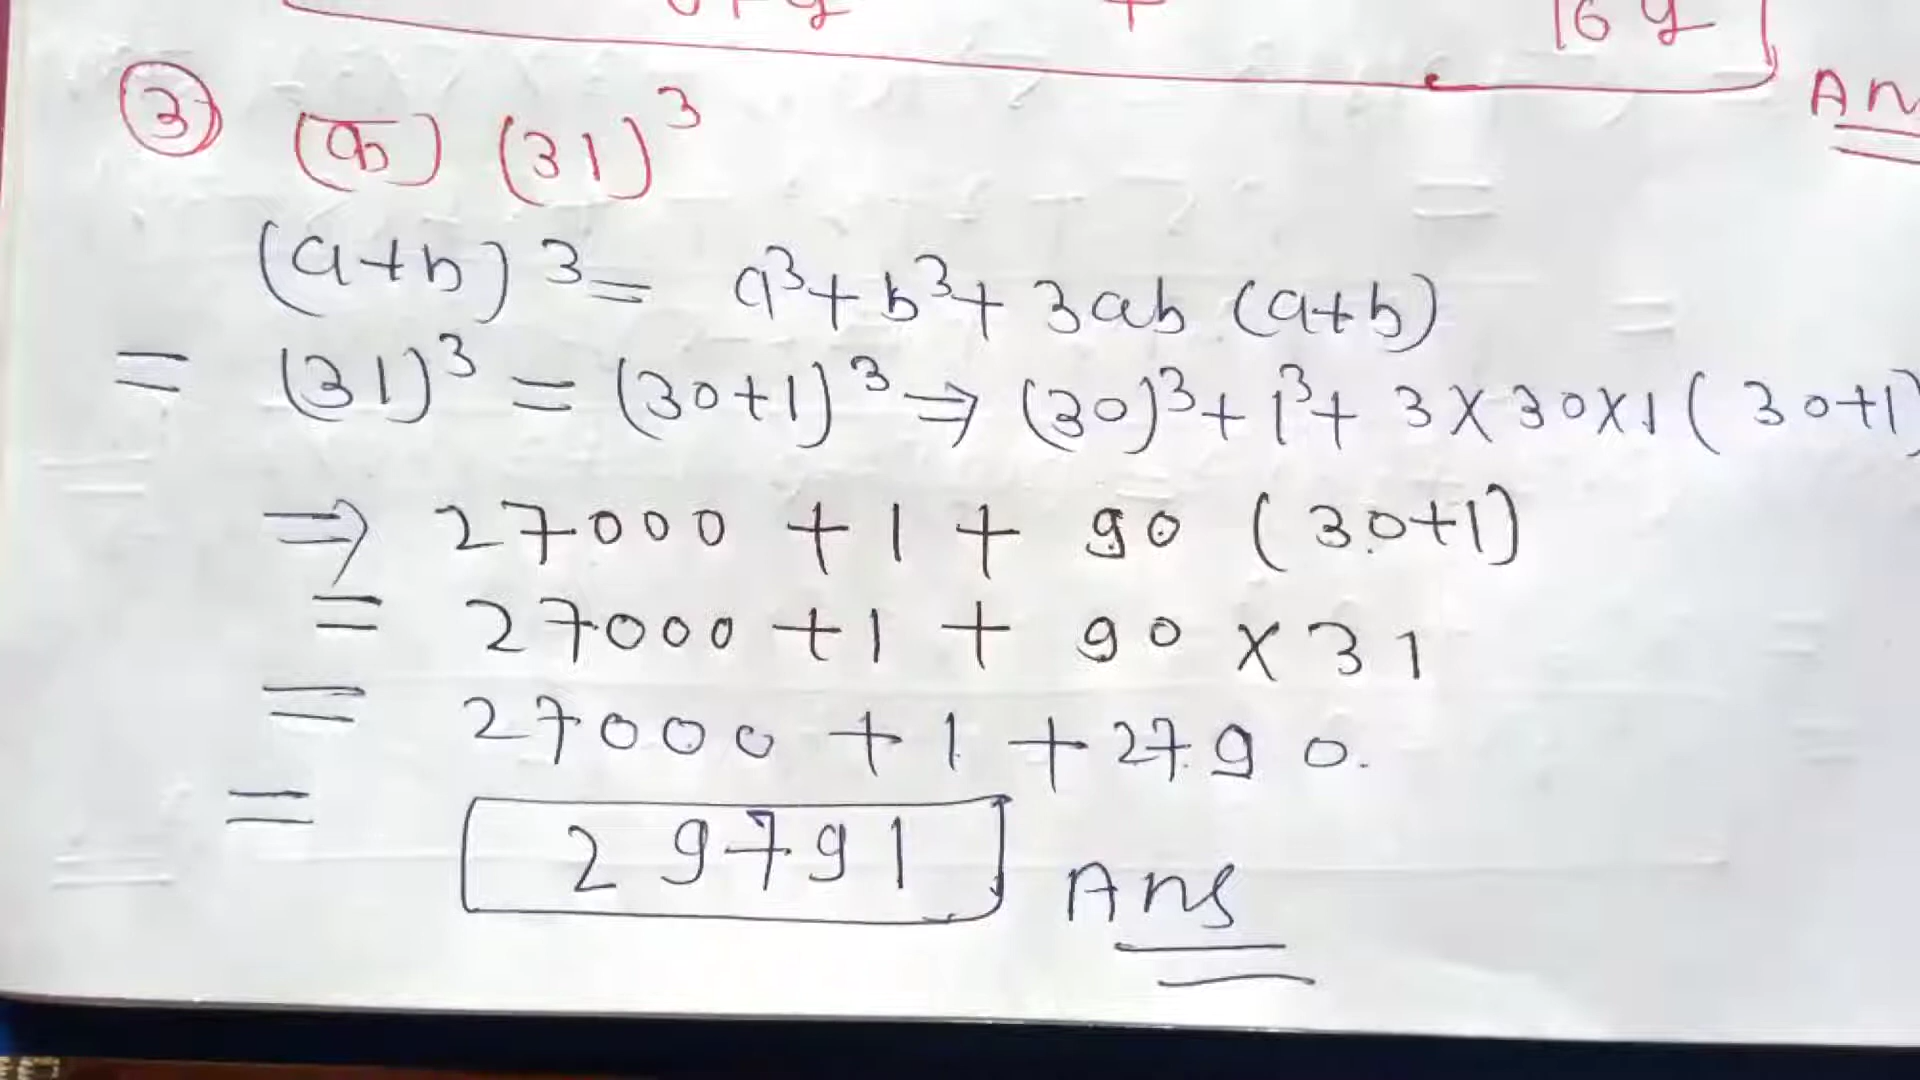 16 y
Ans
③ (क) (31)³
(a+b)³ = a³+b³+3ab (a+b)
= (31)³ = (30+1)³ ⇒ (30)³+1³+ 3×30×1(30+1)
⇒ 27000 + 1 + 90 (30+1)
= 27000 +1 + 90 × 31
= 27000 + 1 +2790.
= 29791 Ans